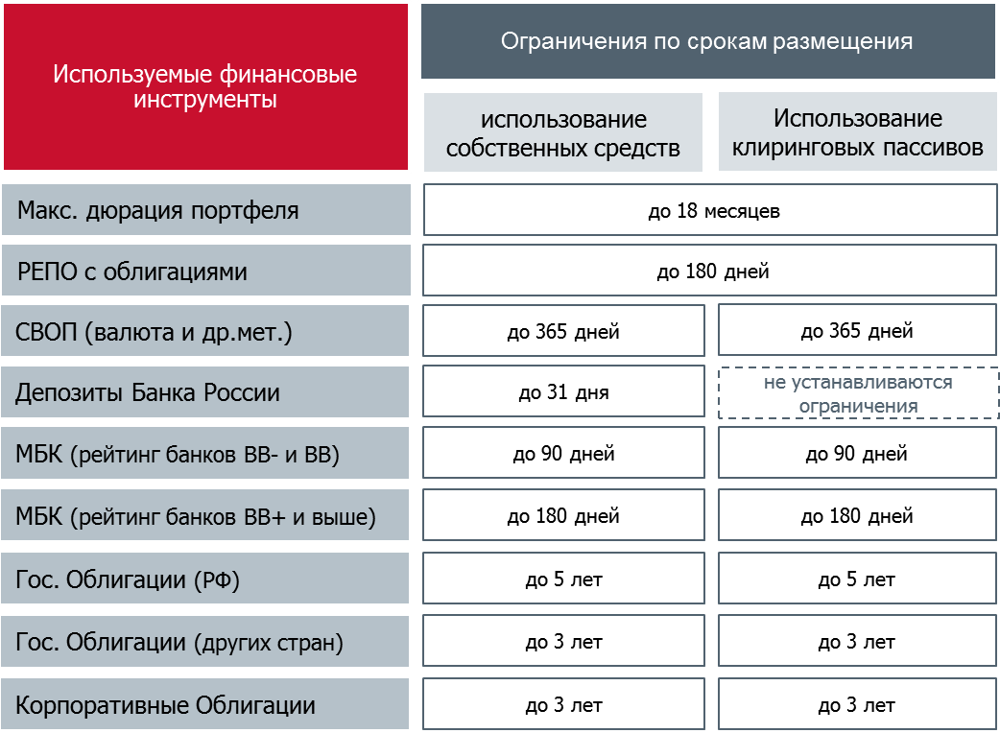 Используемые финансовые
инструменты
Ограничения по срокам размещения
использование
собственных средств
Использование
клиринговых пассивов
Макс. дюрация портфеля
до 18 месяцев
РЕПО с облигациями
до 180 дней
СВОП (валюта и др.мет.)
до 365 дней
до 365 дней
Депозиты Банка России
до 31 дня
не устанавливаются
ограничения
МБК (рейтинг банков BB- и BB)
до 90 дней
до 90 дней
МБК (рейтинг банков BB+ и выше)
до 180 дней
до 180 дней
Гос. Облигации (РФ)
до 5 лет
до 5 лет
Гос. Облигации (других стран)
до 3 лет
до 3 лет
Корпоративные Облигации
до 3 лет
до 3 лет